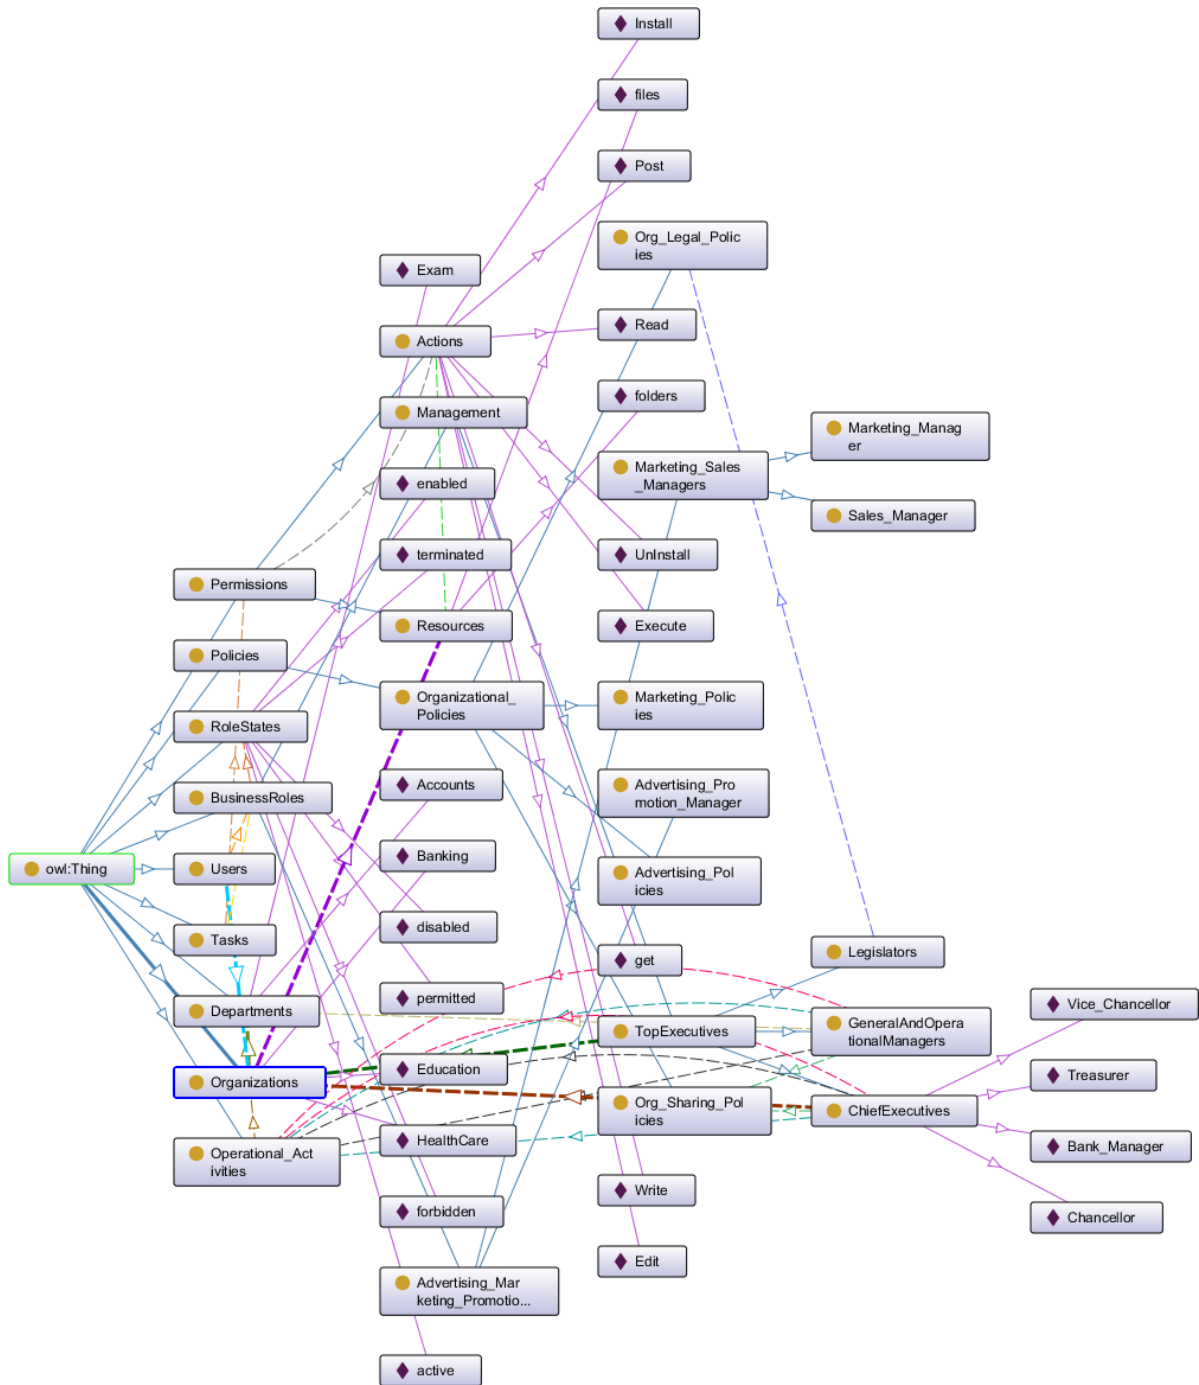 Install
files
Post
Org_Legal_Polic
ies
Exam
Read
Actions
folders
Management
Marketing_Manag
er
Marketing_Sales
_Managers
enabled
Sales_Manager
terminated
UnInstall
Permissions
Resources
Execute
Policies
Organizational_
Policies
Marketing_Polic
ies
RoleStates
Accounts
Advertising_Pro
motion_Manager
BusinessRoles
Banking
owl:Thing
Users
Advertising_Pol
icies
disabled
Tasks
Legislators
get
permitted
Departments
Vice_Chancellor
TopExecutives
GeneralAndOpera
tionalManagers
Education
Organizations
Treasurer
Org_Sharing_Pol
icies
ChiefExecutives
HealthCare
Bank_Manager
Operational_Act
ivities
Write
forbidden
Chancellor
Edit
Advertising_Mar
keting_Promotio...
active